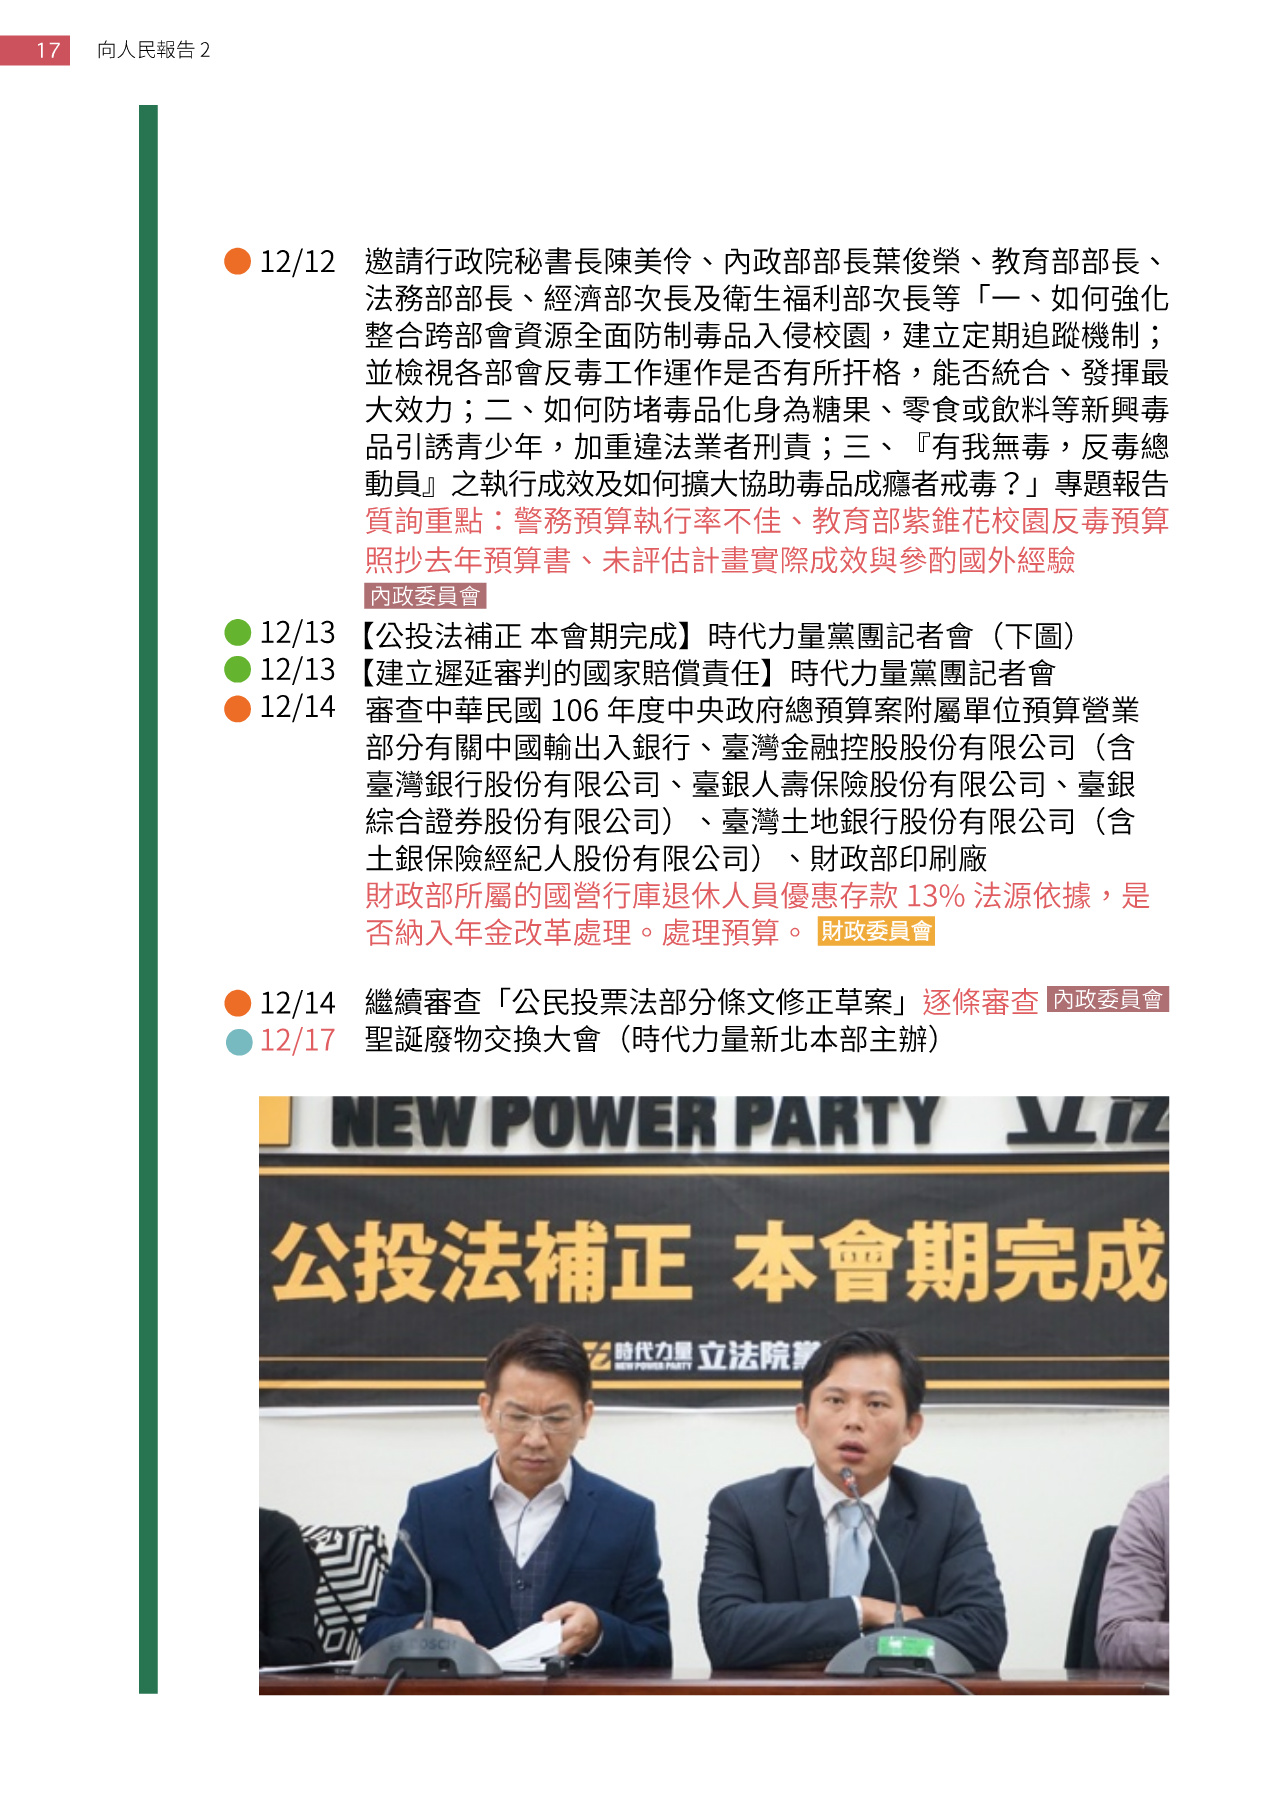 17 向人民報告 2
12/12 邀請行政院秘書長陳美伶、內政部部長葉俊榮、教育部部長、
法務部部長、經濟部次長及衛生福利部次長等「一、如何強化
整合跨部會資源全面防制毒品入侵校園，建立定期追蹤機制；
並檢視各部會反毒工作運作是否有所扞格，能否統合、發揮最
大效力；二、如何防堵毒品化身為糖果、零食或飲料等新興毒
品引誘青少年，加重違法業者刑責；三、『有我無毒，反毒總
動員』之執行成效及如何擴大協助毒品成癮者戒毒？」專題報告
質詢重點：警務預算執行率不佳、教育部紫錐花校園反毒預算
照抄去年預算書、未評估計畫實際成效與參酌國外經驗
內政委員會
12/13 【公投法補正 本會期完成】時代力量黨團記者會（下圖）
12/13 【建立遲延審判的國家賠償責任】時代力量黨團記者會
12/14 審查中華民國 106 年度中央政府總預算案附屬單位預算營業
部分有關中國輸出入銀行、臺灣金融控股股份有限公司（含
臺灣銀行股份有限公司、臺銀人壽保險股份有限公司、臺銀
綜合證券股份有限公司）、臺灣土地銀行股份有限公司（含
土銀保險經紀人股份有限公司）、財政部印刷廠
財政部所屬的國營行庫退休人員優惠存款 13% 法源依據，是
否納入年金改革處理。處理預算。 財政委員會
12/14 繼續審查「公民投票法部分條文修正草案」逐條審查 內政委員會
12/17 聖誕廢物交換大會（時代力量新北本部主辦）
NEW POWER PARTY 立法
公投法補正 本會期完成
時代力量 立法院黨
NEW POWER PARTY
BOSCH